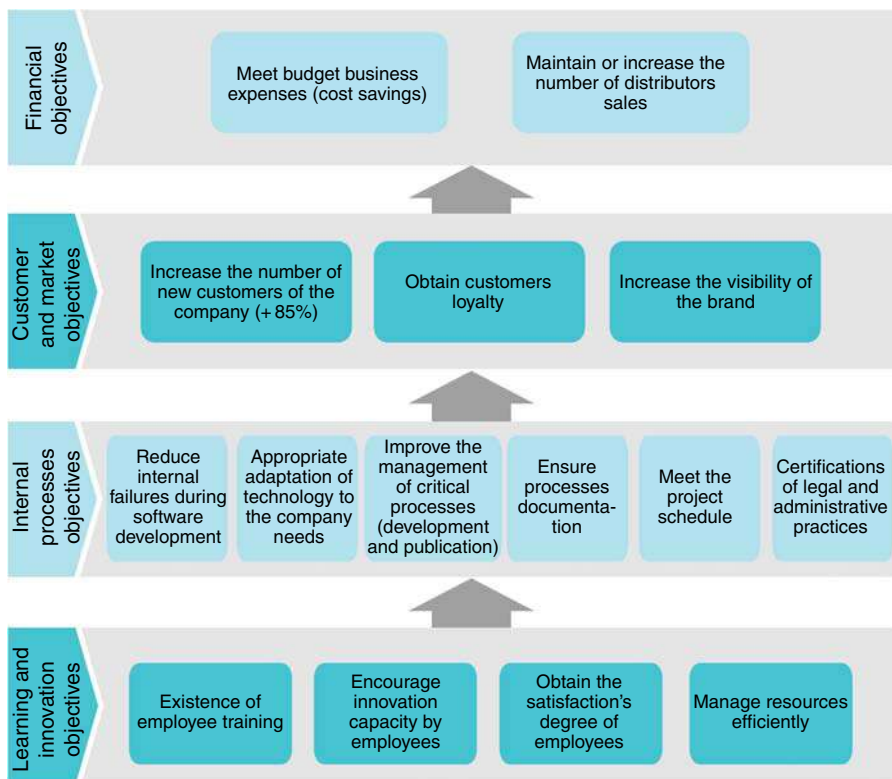 Financial
objectives
Meet budget business
expenses (cost savings)
Maintain or increase the
number of distributors
sales
Customer
and market
objectives
Increase the number of
new customers of the
company (+ 85%)
Obtain customers
loyalty
Increase the visibility of
the brand
Internal
processes
objectives
Reduce
internal
failures during
software
development
Appropriate
adaptation of
technology to
the company
needs
Improve the
management
of critical
processes
(development
and publication)
Ensure
processes
documenta-
tion
Meet the
project
schedule
Certifications
of legal and
administrative
practices
Learning and
innovation
objectives
Existence of
employee training
Encourage
innovation
capacity by
employees
Obtain the
satisfaction's
degree of
employees
Manage resources
efficiently